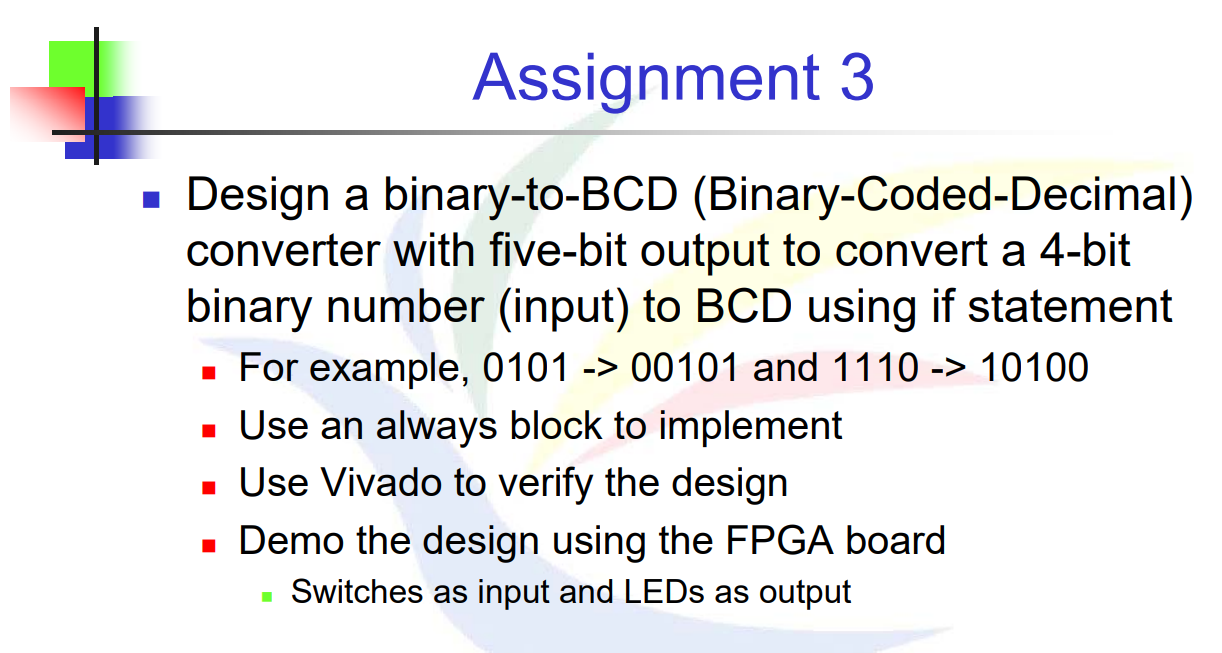 Assignment 3
Design a binary-to-BCD (Binary-Coded-Decimal)
converter with five-bit output to convert a 4-bit
binary number (input) to BCD using if statement
For example, 0101 -> 00101 and 1110 -> 10100
Use an always block to implement
Use Vivado to verify the design
Demo the design using the FPGA board
Switches as input and LEDs as output